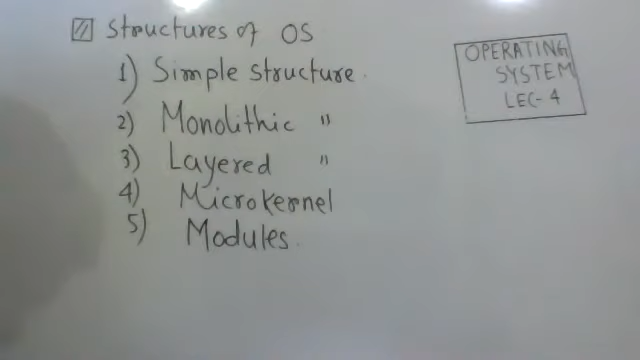 Structures of OS
1) Simple structure.
2) Monolithic "
3) Layered "
4) Microkernel
5) Modules.
OPERATING
SYSTEM
LEC-4